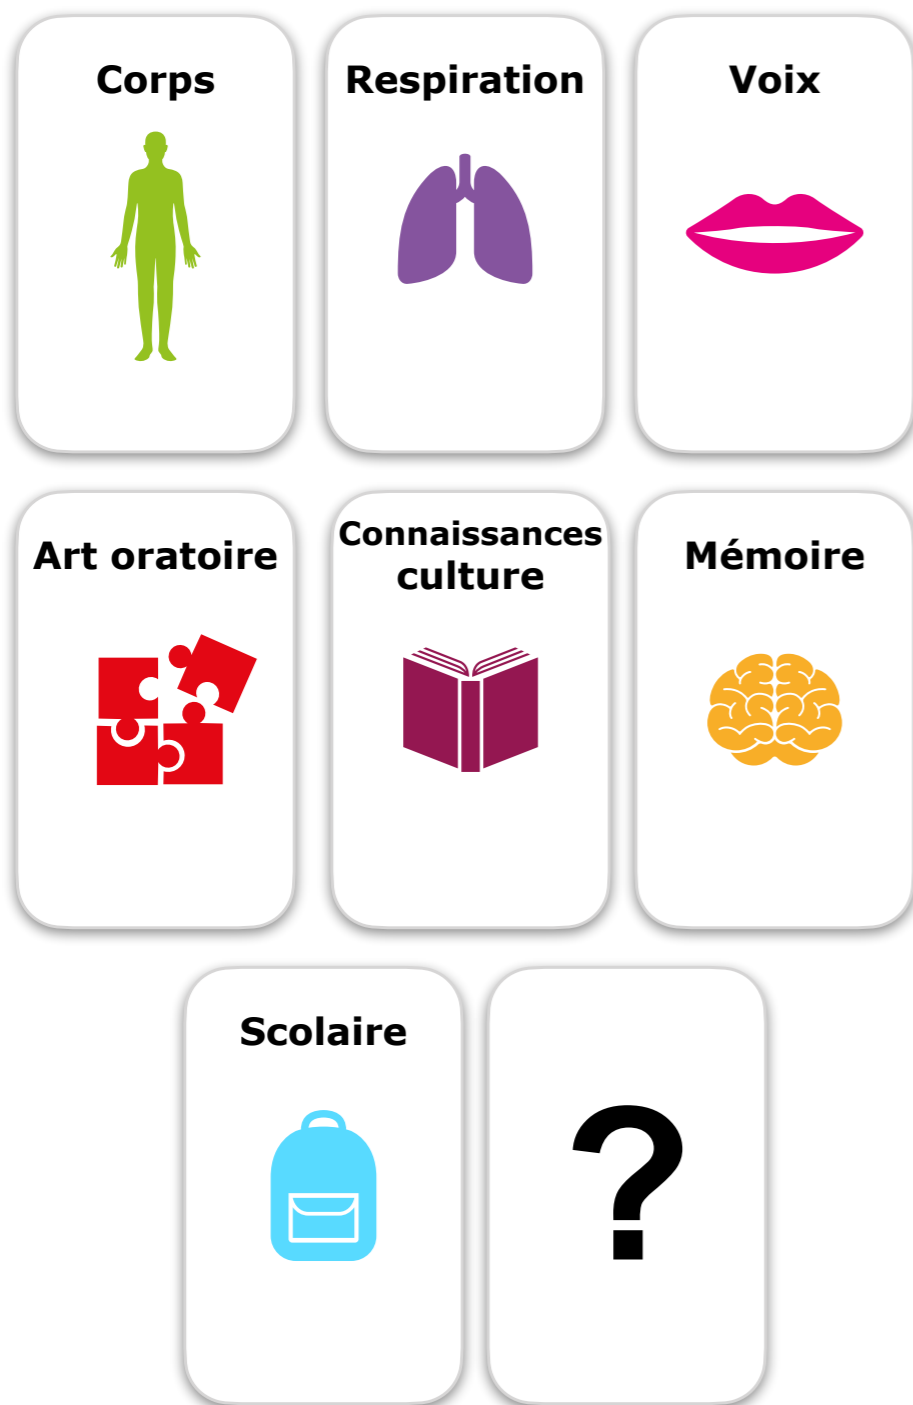 Corps
Respiration
Voix
Art oratoire
Connaissances
culture
Mémoire
Scolaire
?